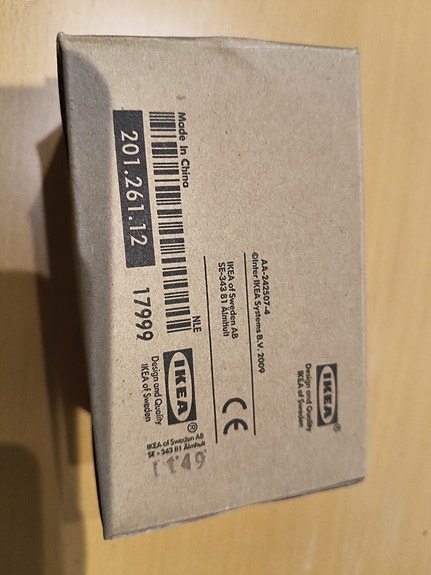 IKEA®
Design and Quality
IKEA of Sweden
AA-242507-4
©Inter IKEA Systems B.V. 2009
IKEA of Sweden AB
SE-343 81 Älmhult
CE
Made in China
NLE
201.261.12
17999
IKEA®
Design and Quality
IKEA of Sweden
IKEA of Sweden AB
SE - 343 81 Älmhult
1149